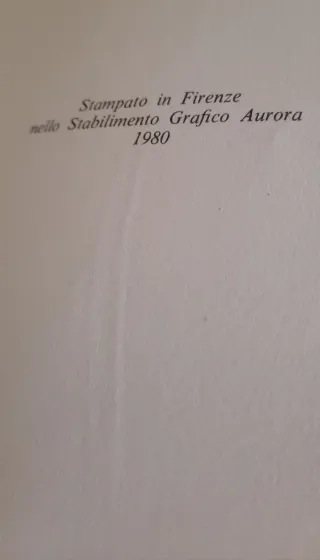 Stampato in Firenze
nello Stabilimento Grafico Aurora
1980